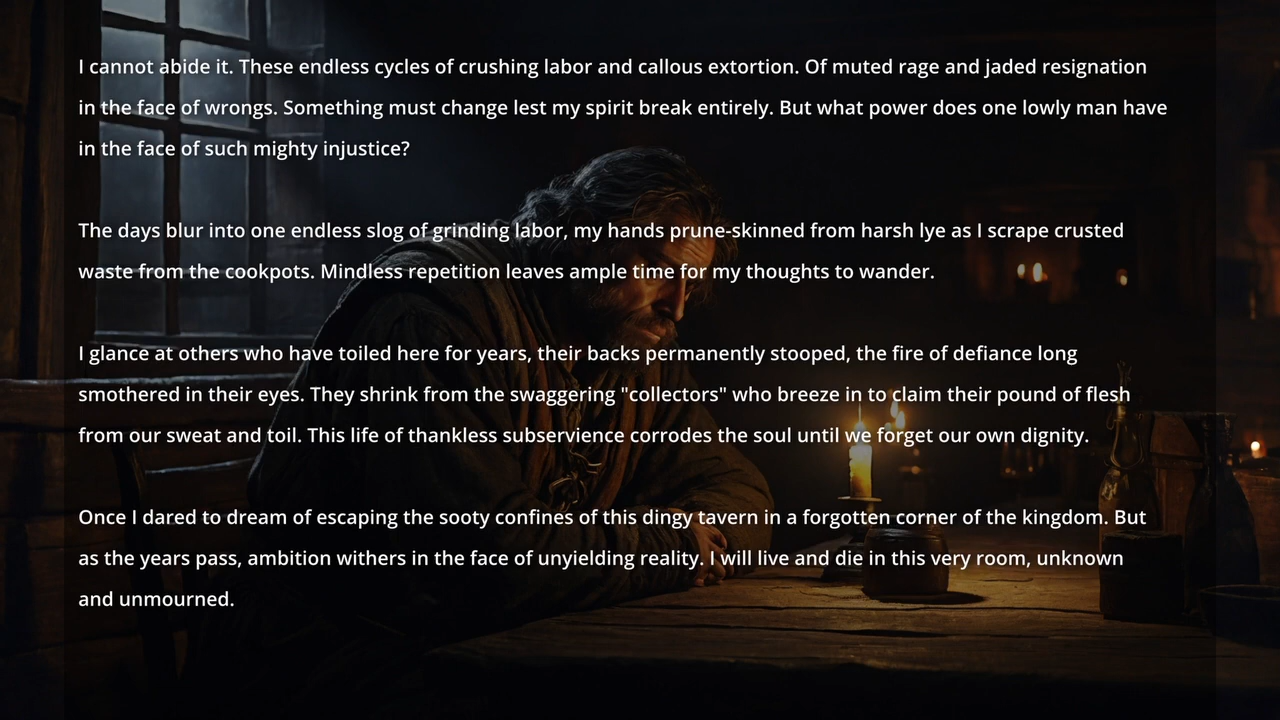 I cannot abide it. These endless cycles of crushing labor and callous extortion. Of muted rage and jaded resignation
in the face of wrongs. Something must change lest my spirit break entirely. But what power does one lowly man have
in the face of such mighty injustice?
The days blur into one endless slog of grinding labor, my hands prune-skinned from harsh lye as I scrape crusted
waste from the cookpots. Mindless repetition leaves ample time for my thoughts to wander.
I glance at others who have toiled here for years, their backs permanently stooped, the fire of defiance long
smothered in their eyes. They shrink from the swaggering "collectors" who breeze in to claim their pound of flesh
from our sweat and toil. This life of thankless subservience corrodes the soul until we forget our own dignity.
Once I dared to dream of escaping the sooty confines of this dingy tavern in a forgotten corner of the kingdom. But
as the years pass, ambition withers in the face of unyielding reality. I will live and die in this very room, unknown
and unmourned.